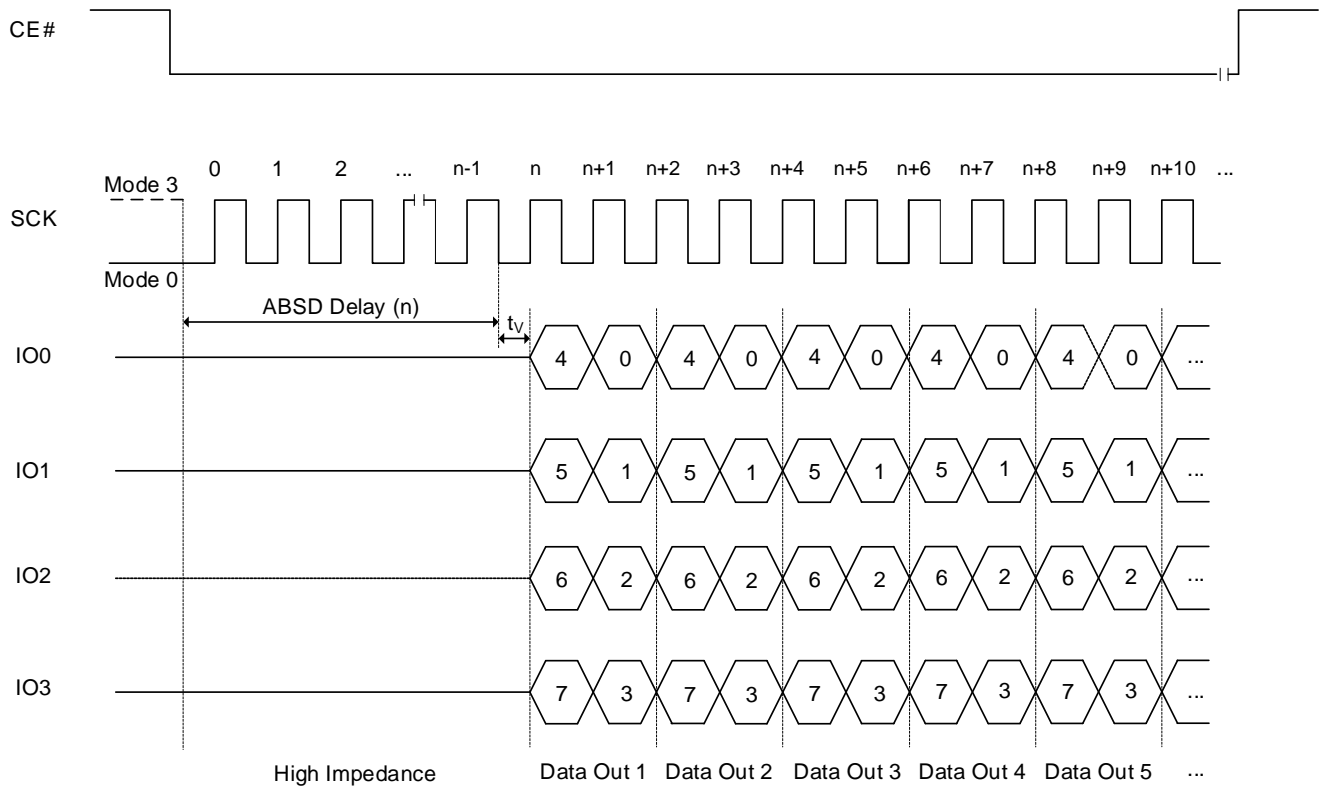 CE#
0 1 2 ... n-1 n n+1 n+2 n+3 n+4 n+5 n+6 n+7 n+8 n+9 n+10 ...
Mode 3
SCK
Mode 0
ABSD Delay (n)
tV
IO0 4 0 4 0 4 0 4 0 4 0 ...
IO1 5 1 5 1 5 1 5 1 5 1 ...
IO2 6 2 6 2 6 2 6 2 6 2 ...
IO3 7 3 7 3 7 3 7 3 7 3 ...
High Impedance Data Out 1 Data Out 2 Data Out 3 Data Out 4 Data Out 5 ...